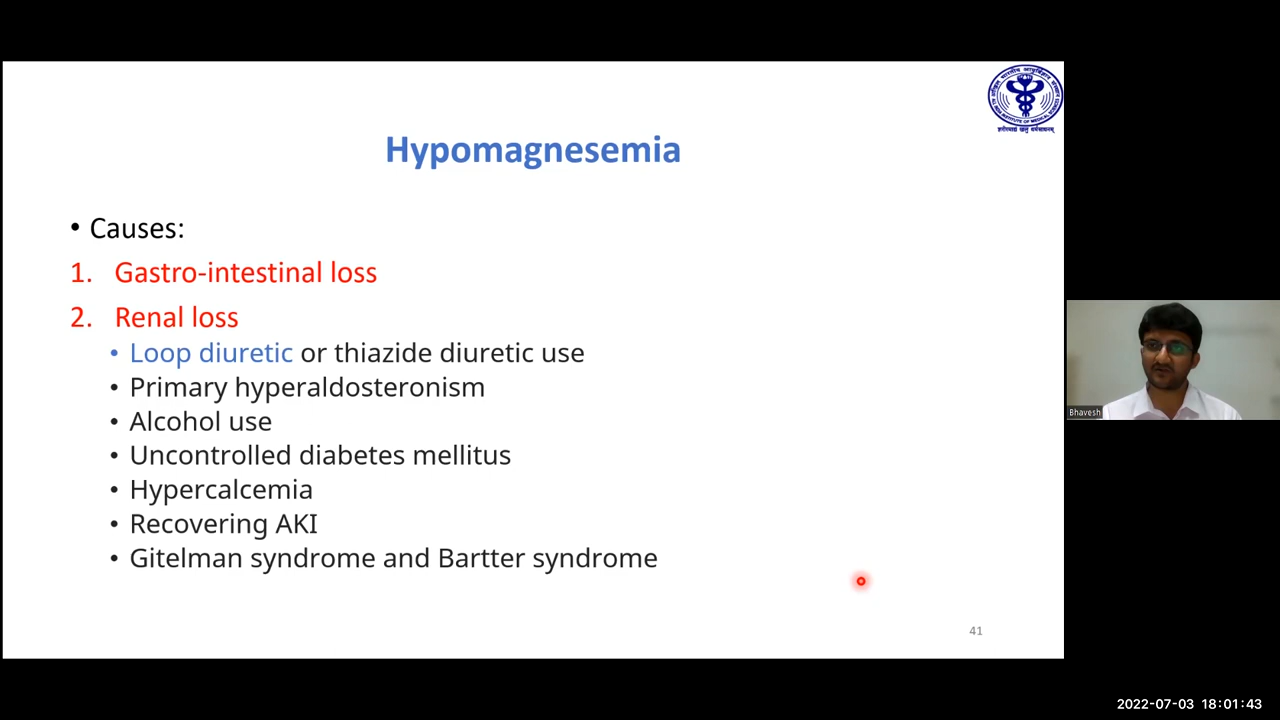 Hypomagnesemia
• Causes:
1. Gastro-intestinal loss
2. Renal loss
• Loop diuretic or thiazide diuretic use
• Primary hyperaldosteronism
• Alcohol use
• Uncontrolled diabetes mellitus
• Hypercalcemia
• Recovering AKI
• Gitelman syndrome and Bartter syndrome
41
Bhavesh
2022-07-03 18:01:43